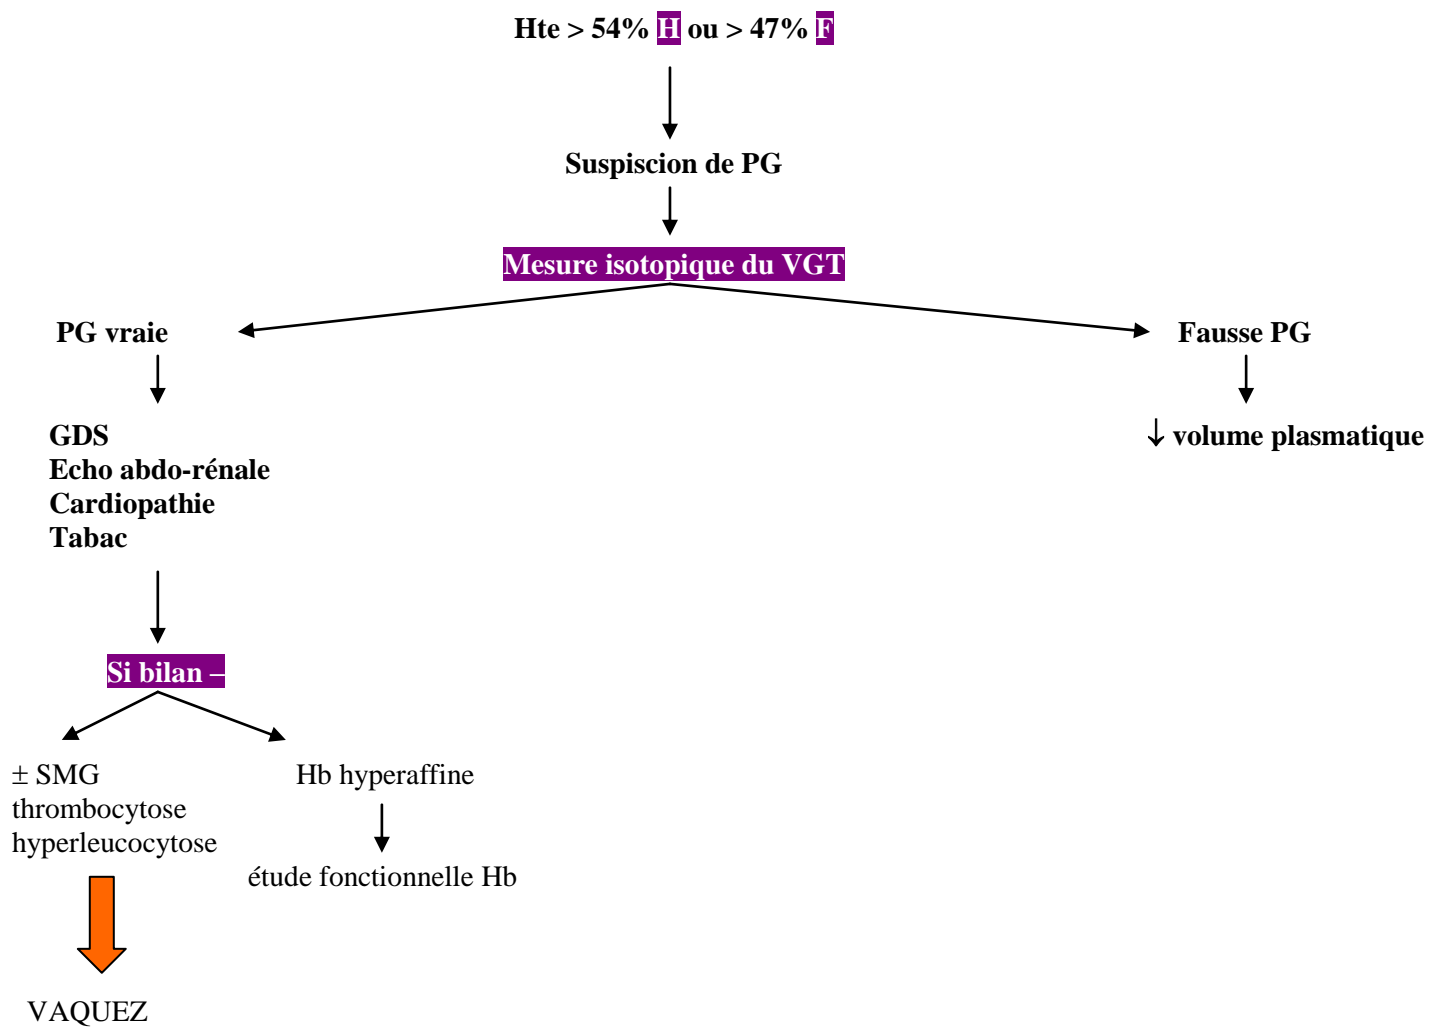 Hte > 54% H ou > 47% F
Suspiscion de PG
Mesure isotopique du VGT
PG vraie
Fausse PG
GDS
Echo abdo-rénale
Cardiopathie
Tabac
↓ volume plasmatique
Si bilan –
± SMG
thrombocytose
hyperleucocytose
Hb hyperaffine
étude fonctionnelle Hb
VAQUEZ